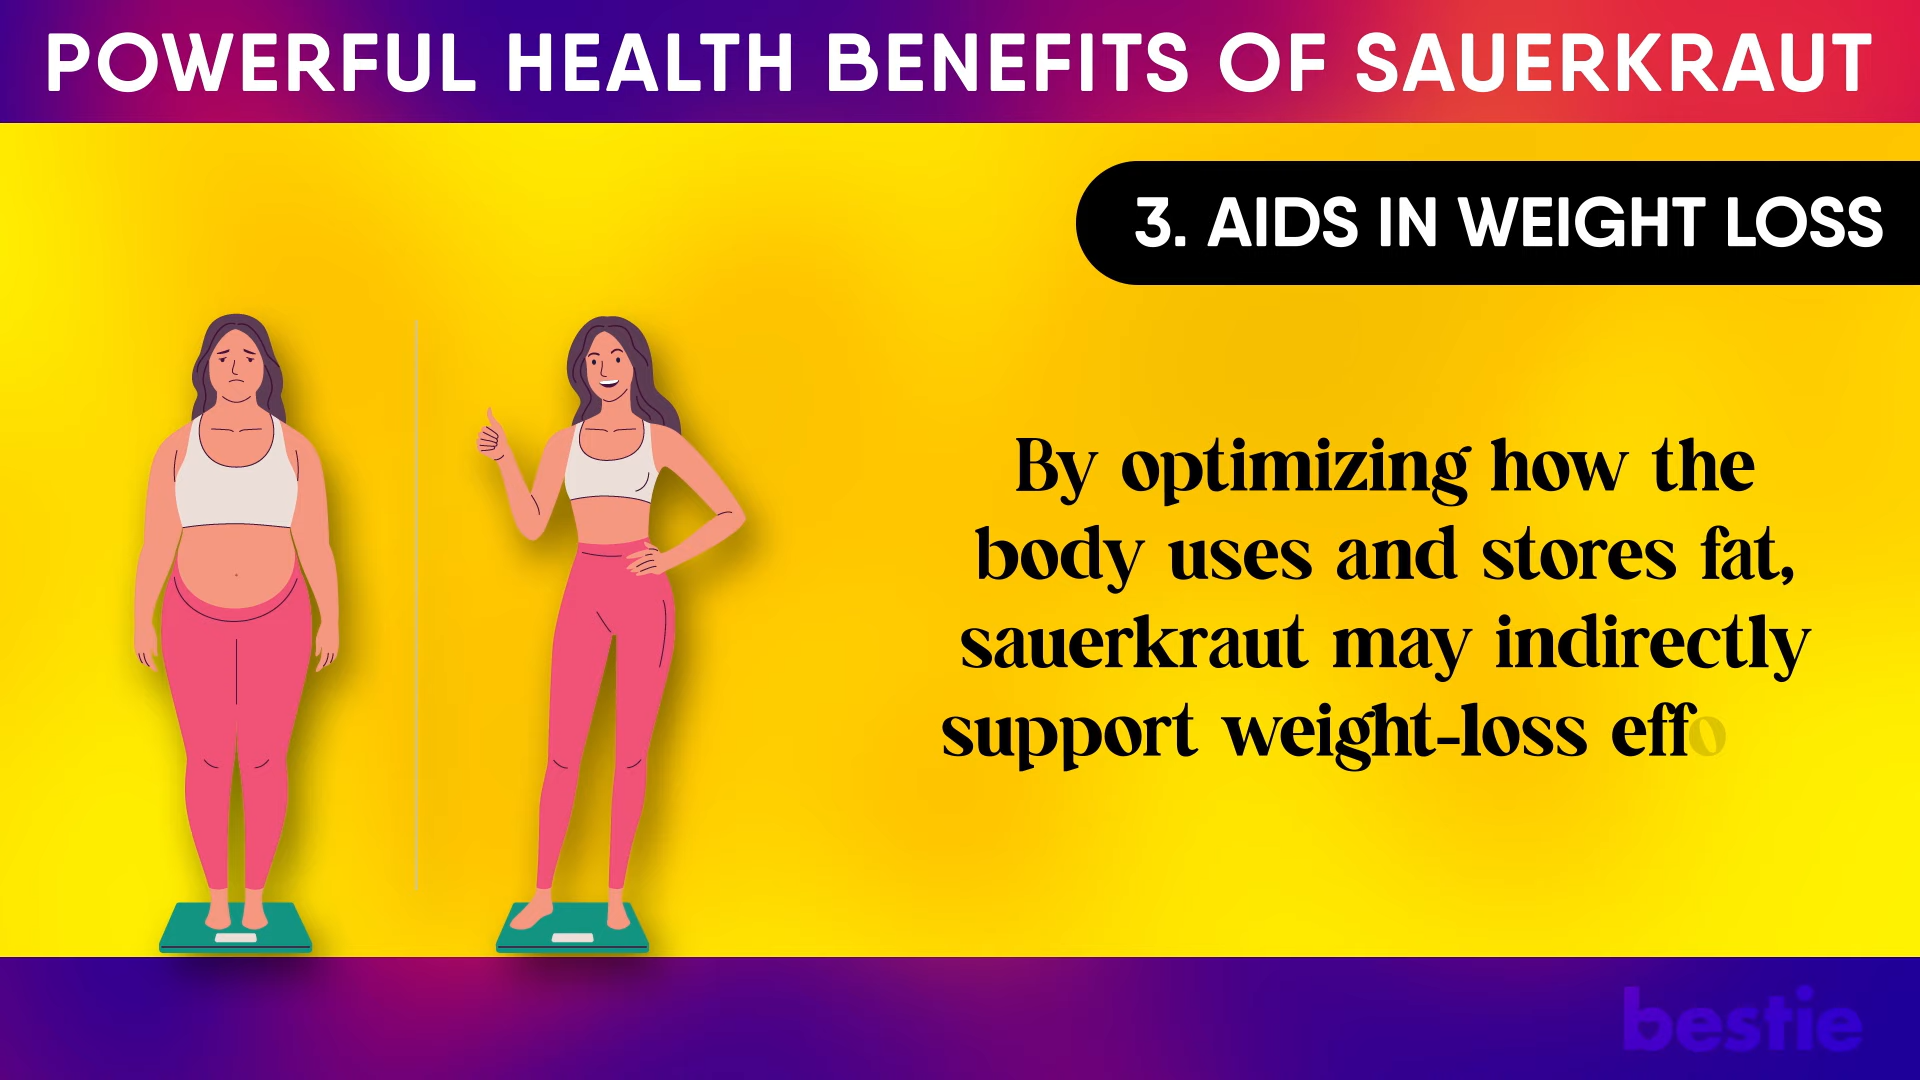 POWERFUL HEALTH BENEFITS OF SAUERKRAUT
3. AIDS IN WEIGHT LOSS
By optimizing how the
body uses and stores fat,
sauerkraut may indirectly
support weight-loss effo
bestie